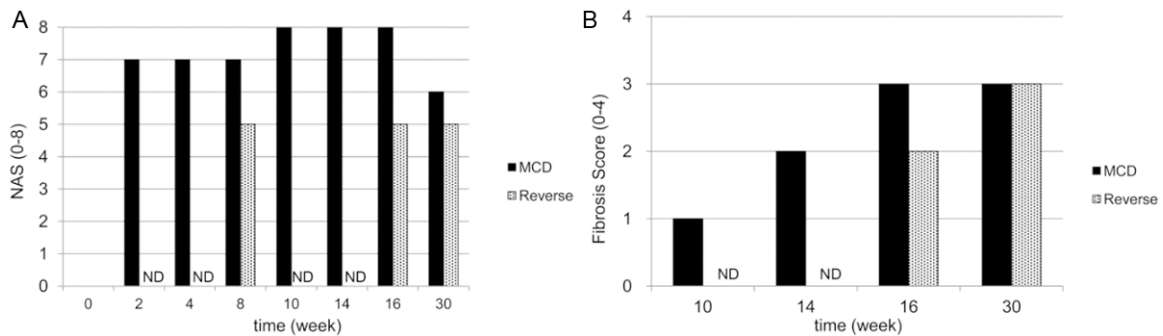 A
NAS (0-8)
8
7
6
5
4
3
2
1
0
ND
ND
ND
ND
0 2 4 8 10 14 16 30
time (week)
MCD
Reverse
B
Fibrosis Score (0-4)
4
3
2
1
0
ND
ND
10 14 16 30
time (week)
MCD
Reverse